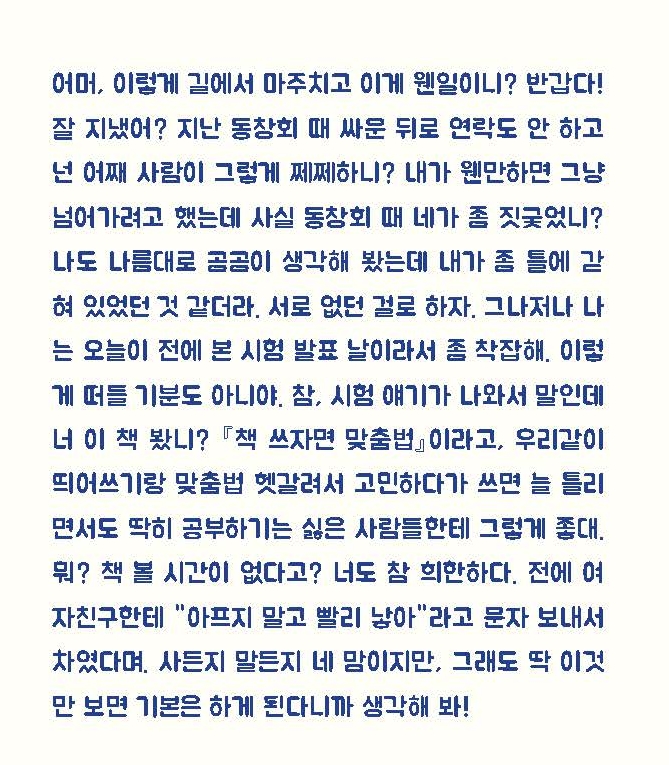 어머, 이렇게 길에서 마주치고 이게 웬일이니? 반갑다!
잘 지냈어? 지난 동창회 때 싸운 뒤로 연락도 안 하고
넌 어째 사람이 그렇게 쩨쩨하니? 내가 웬만하면 그냥
넘어가려고 했는데 사실 동창회 때 네가 좀 짓궂었니?
나도 나름대로 곰곰이 생각해 봤는데 내가 좀 틀에 갇
혀 있었던 것 같더라. 서로 없던 걸로 하자. 그나저나 나
는 오늘이 전에 본 시험 발표 날이라서 좀 착잡해. 이렇
게 떠들 기분도 아니야. 참, 시험 얘기가 나와서 말인데
너 이 책 봤니? 『책 쓰자면 맞춤법』이라고, 우리같이
띄어쓰기랑 맞춤법 헷갈려서 고민하다가 쓰면 늘 틀리
면서도 딱히 공부하기는 싫은 사람들한테 그렇게 좋대.
뭐? 책 볼 시간이 없다고? 너도 참 희한하다. 전에 여
자친구한테 "아프지 말고 빨리 낳아"라고 문자 보내서
차였다며. 사든지 말든지 네 맘이지만, 그래도 딱 이것
만 보면 기본은 하게 된다니까 생각해 봐!